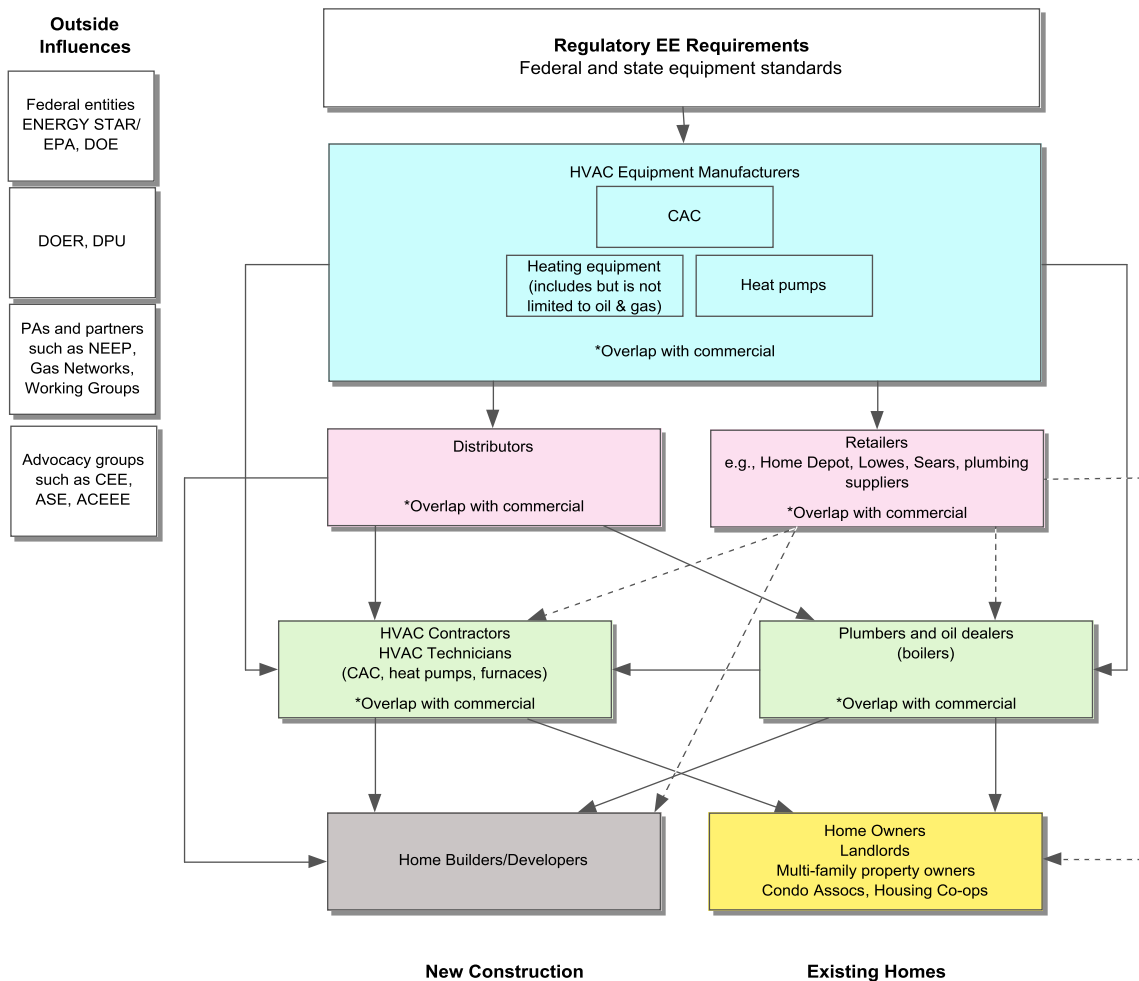 Outside
Influences
Federal entities
ENERGY STAR/
EPA, DOE
DOER, DPU
PAs and partners
such as NEEP,
Gas Networks,
Working Groups
Advocacy groups
such as CEE,
ASE, ACEEE
Regulatory EE Requirements
Federal and state equipment standards
HVAC Equipment Manufacturers
CAC
Heating equipment
(includes but is not
limited to oil & gas)
Heat pumps
*Overlap with commercial
Distributors
*Overlap with commercial
Retailers
e.g., Home Depot, Lowes, Sears, plumbing
suppliers
*Overlap with commercial
HVAC Contractors
HVAC Technicians
(CAC, heat pumps, furnaces)
*Overlap with commercial
Plumbers and oil dealers
(boilers)
*Overlap with commercial
Home Builders/Developers
Home Owners
Landlords
Multi-family property owners
Condo Assocs, Housing Co-ops
New Construction
Existing Homes